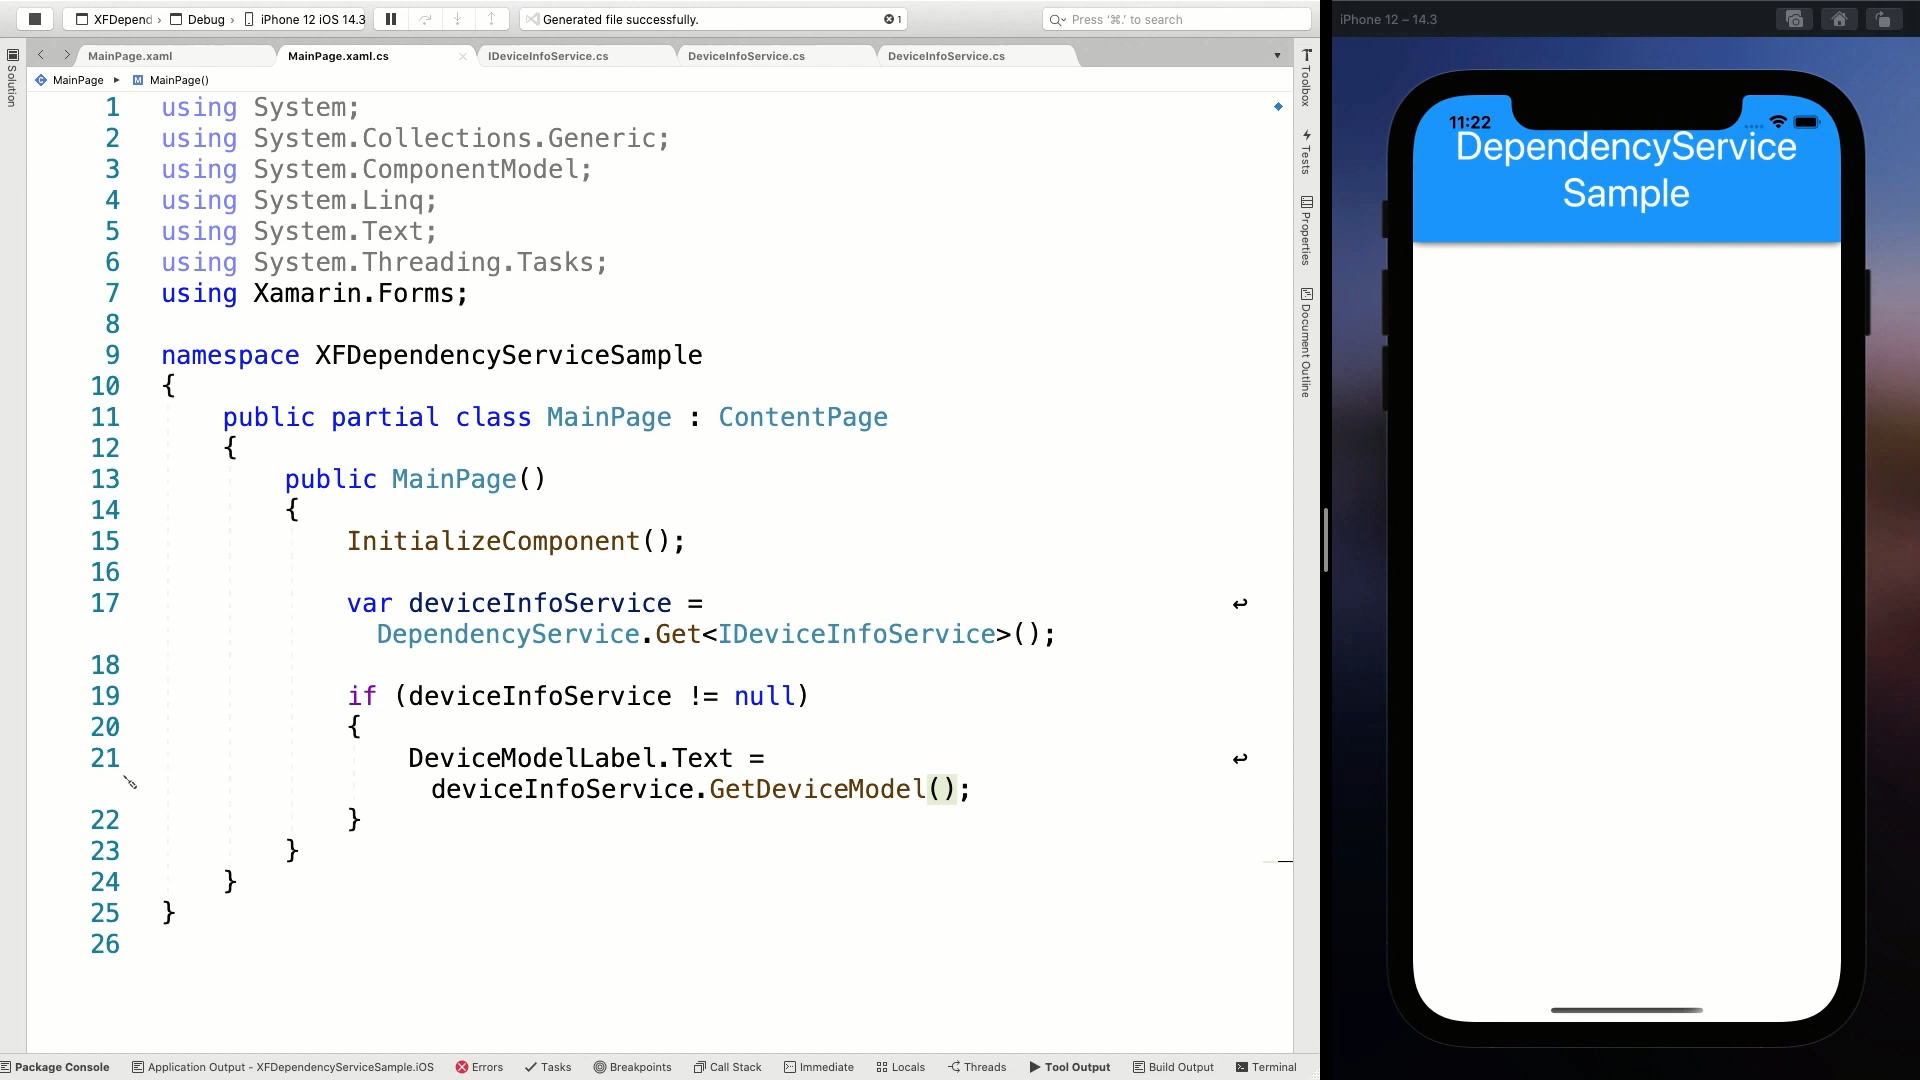 XFDepend › Debug › iPhone 12 iOS 14.3
Generated file successfully. 1
Press '⌘.' to search
MainPage.xaml
MainPage.xaml.cs
IDeviceInfoService.cs
DeviceInfoService.cs
DeviceInfoService.cs
MainPage ▸ M MainPage()
Solution
1 using System;
2 using System.Collections.Generic;
3 using System.ComponentModel;
4 using System.Linq;
5 using System.Text;
6 using System.Threading.Tasks;
7 using Xamarin.Forms;
8
9 namespace XFDependencyServiceSample
10 {
11 public partial class MainPage : ContentPage
12 {
13 public MainPage()
14 {
15 InitializeComponent();
16
17 var deviceInfoService =
DependencyService.Get<IDeviceInfoService>();
18
19 if (deviceInfoService != null)
20 {
21 DeviceModelLabel.Text =
deviceInfoService.GetDeviceModel();
22 }
23 }
24 }
25 }
26
Toolbox
Tests
Properties
Document Outline
Package Console
Application Output - XFDependencyServiceSample.iOS
Errors
Tasks
Breakpoints
Call Stack
Immediate
Locals
Threads
Tool Output
Build Output
Terminal
iPhone 12 – 14.3
11:22
DependencyService
Sample